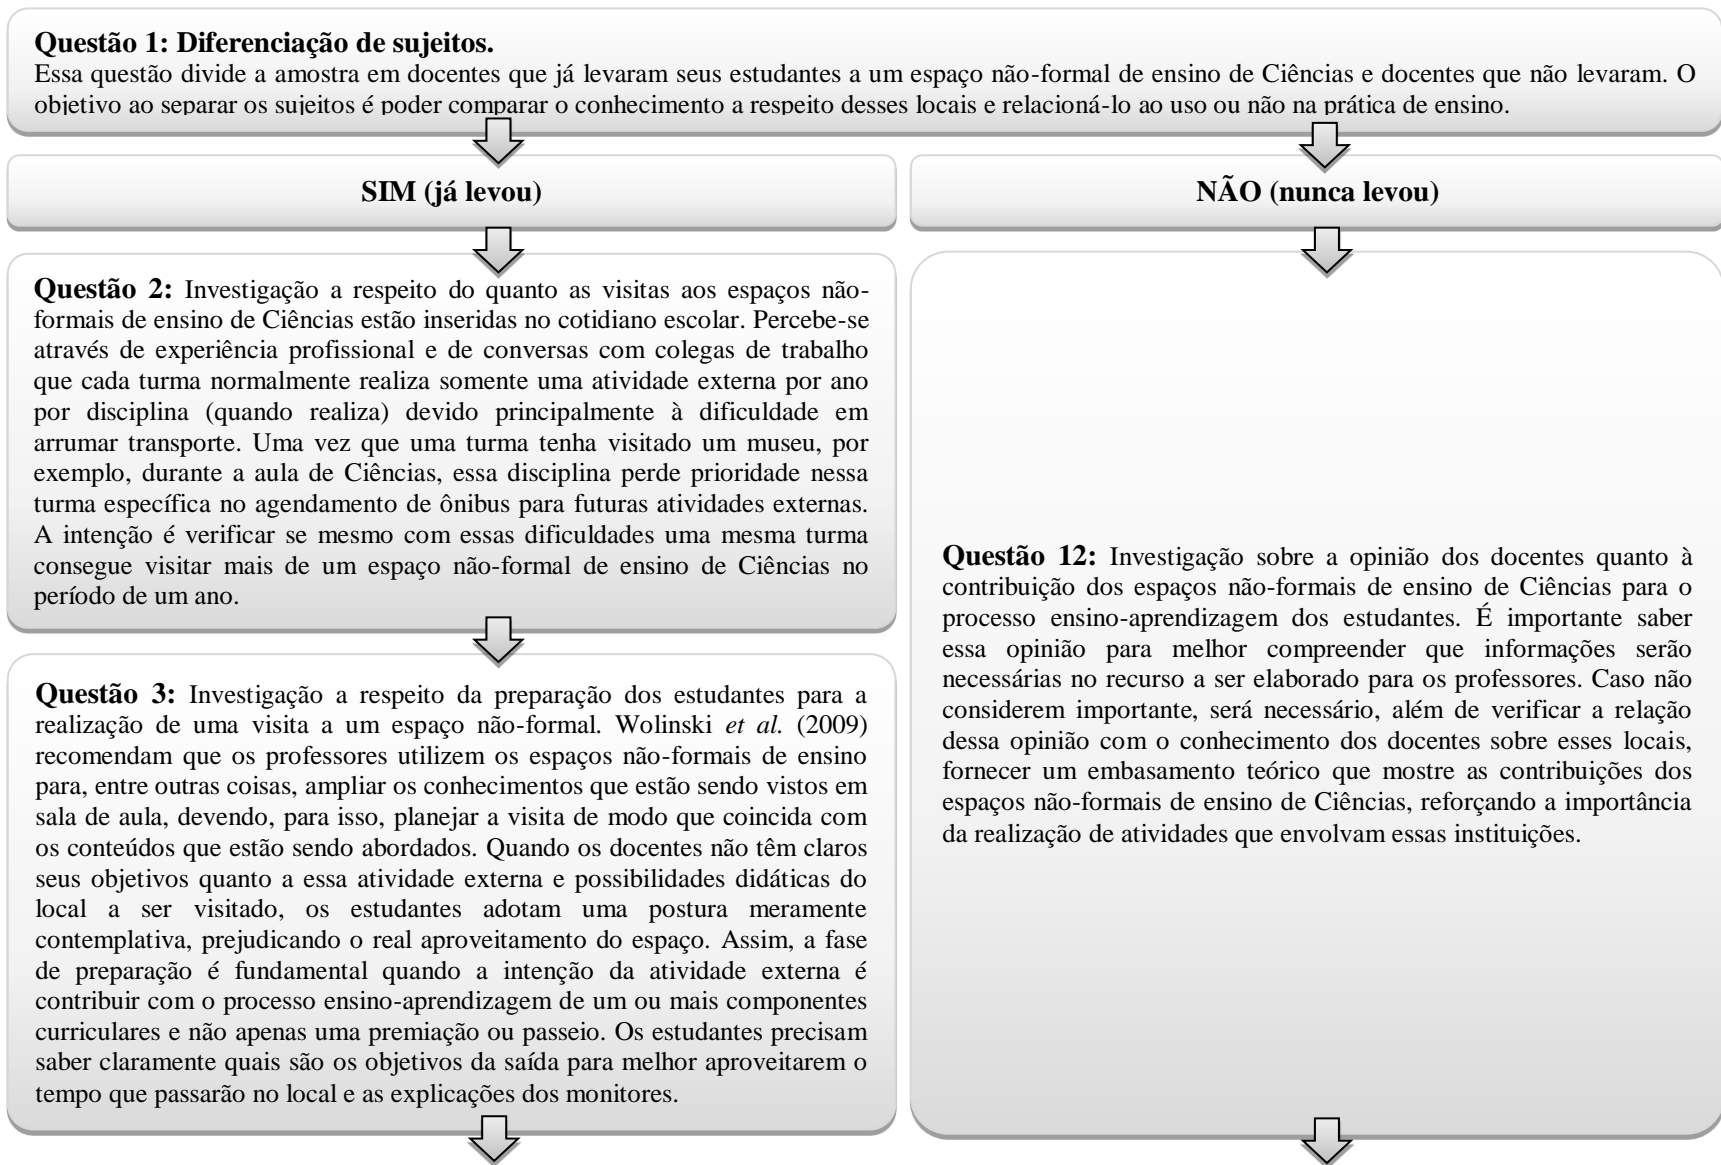 Questão 1: Diferenciação de sujeitos.
Essa questão divide a amostra em docentes que já levaram seus estudantes a um espaço não-formal de ensino de Ciências e docentes que não levaram. O
objetivo ao separar os sujeitos é poder comparar o conhecimento a respeito desses locais e relacioná-lo ao uso ou não na prática de ensino.
SIM (já levou)
NÃO (nunca levou)
Questão 2: Investigação a respeito do quanto as visitas aos espaços não-
formais de ensino de Ciências estão inseridas no cotidiano escolar. Percebe-se
através de experiência profissional e de conversas com colegas de trabalho
que cada turma normalmente realiza somente uma atividade externa por ano
por disciplina (quando realiza) devido principalmente à dificuldade em
arrumar transporte. Uma vez que uma turma tenha visitado um museu, por
exemplo, durante a aula de Ciências, essa disciplina perde prioridade nessa
turma específica no agendamento de ônibus para futuras atividades externas.
A intenção é verificar se mesmo com essas dificuldades uma mesma turma
consegue visitar mais de um espaço não-formal de ensino de Ciências no
período de um ano.
Questão 3: Investigação a respeito da preparação dos estudantes para a
realização de uma visita a um espaço não-formal. Wolinski et al. (2009)
recomendam que os professores utilizem os espaços não-formais de ensino
para, entre outras coisas, ampliar os conhecimentos que estão sendo vistos em
sala de aula, devendo, para isso, planejar a visita de modo que coincida com
os conteúdos que estão sendo abordados. Quando os docentes não têm claros
seus objetivos quanto a essa atividade externa e possibilidades didáticas do
local a ser visitado, os estudantes adotam uma postura meramente
contemplativa, prejudicando o real aproveitamento do espaço. Assim, a fase
de preparação é fundamental quando a intenção da atividade externa é
contribuir com o processo ensino-aprendizagem de um ou mais componentes
curriculares e não apenas uma premiação ou passeio. Os estudantes precisam
saber claramente quais são os objetivos da saída para melhor aproveitarem o
tempo que passarão no local e as explicações dos monitores.
Questão 12: Investigação sobre a opinião dos docentes quanto à
contribuição dos espaços não-formais de ensino de Ciências para o
processo ensino-aprendizagem dos estudantes. É importante saber
essa opinião para melhor compreender que informações serão
necessárias no recurso a ser elaborado para os professores. Caso não
considerem importante, será necessário, além de verificar a relação
dessa opinião com o conhecimento dos docentes sobre esses locais,
fornecer um embasamento teórico que mostre as contribuições dos
espaços não-formais de ensino de Ciências, reforçando a importância
da realização de atividades que envolvam essas instituições.